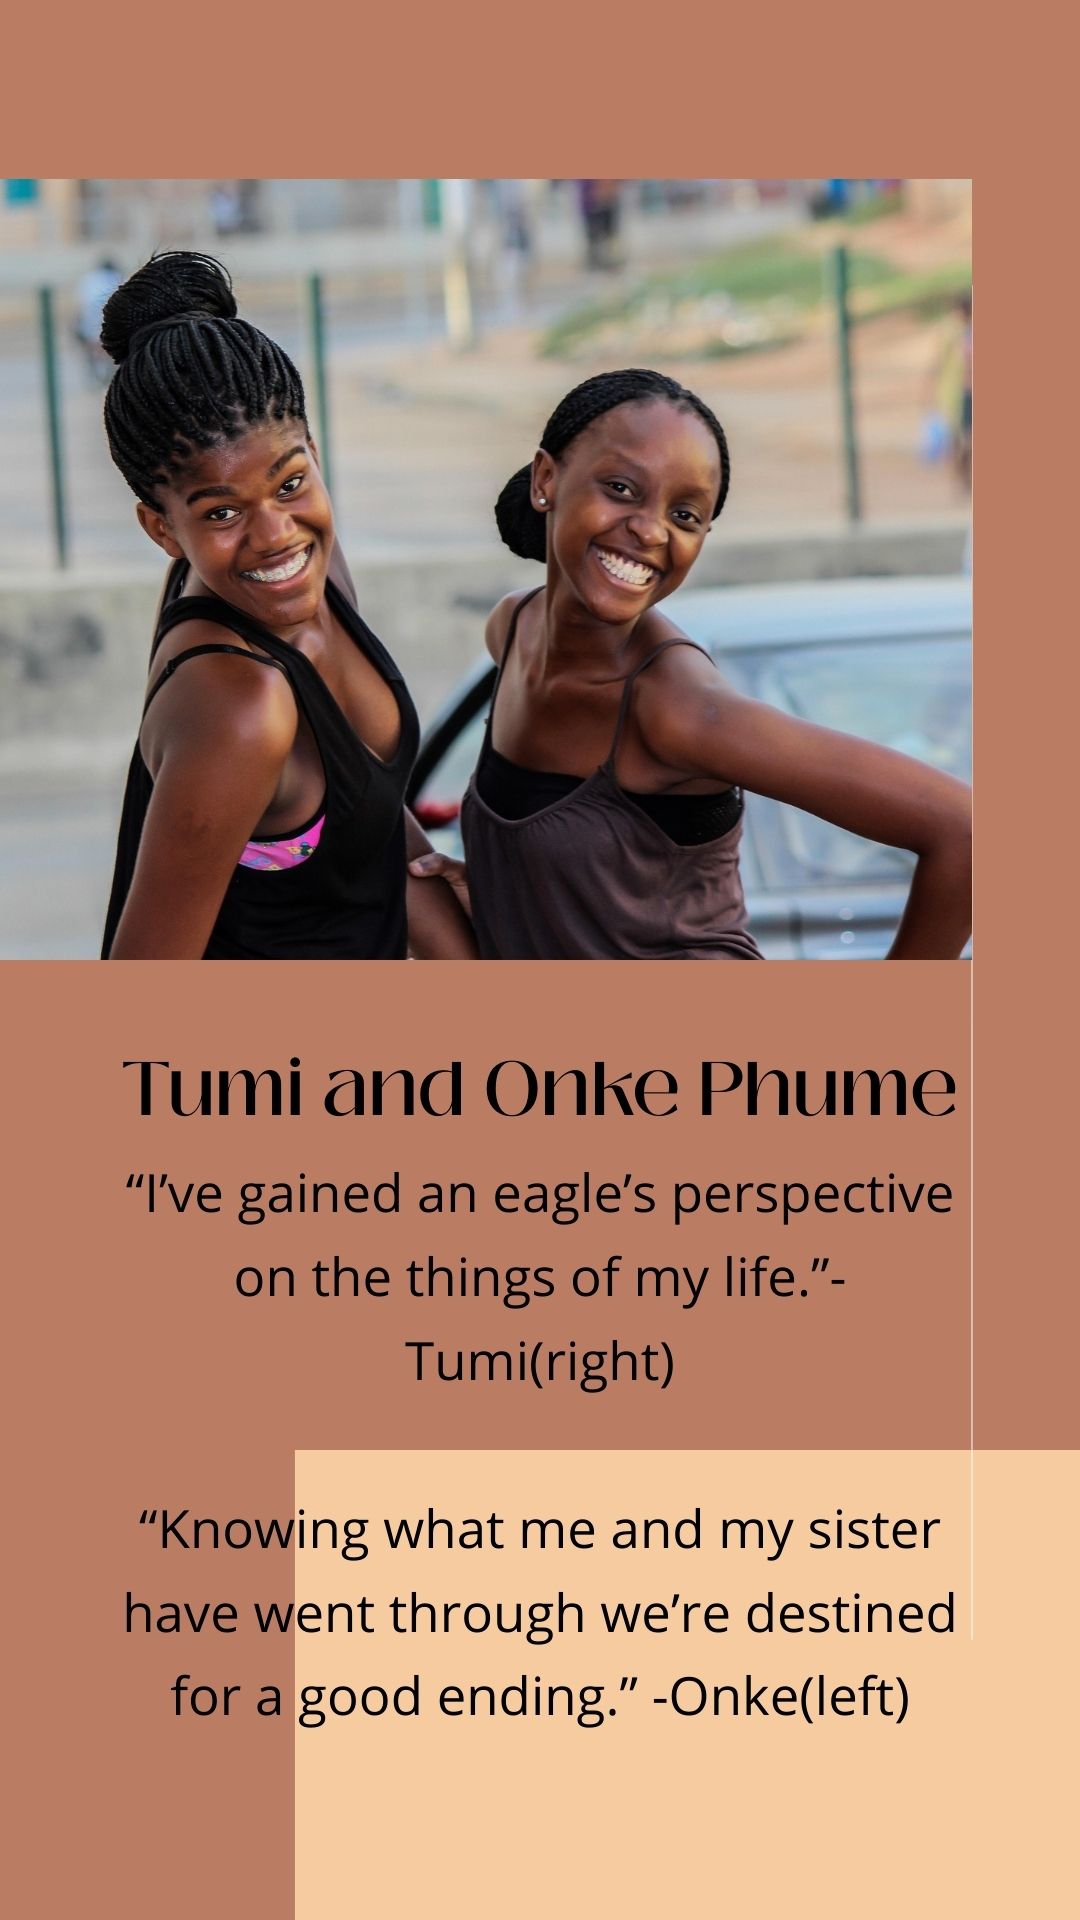 Tumi and Onke Phume
“I’ve gained an eagle’s perspective
on the things of my life.”-
Tumi(right)
“Knowing what me and my sister
have went through we’re destined
for a good ending.” -Onke(left)